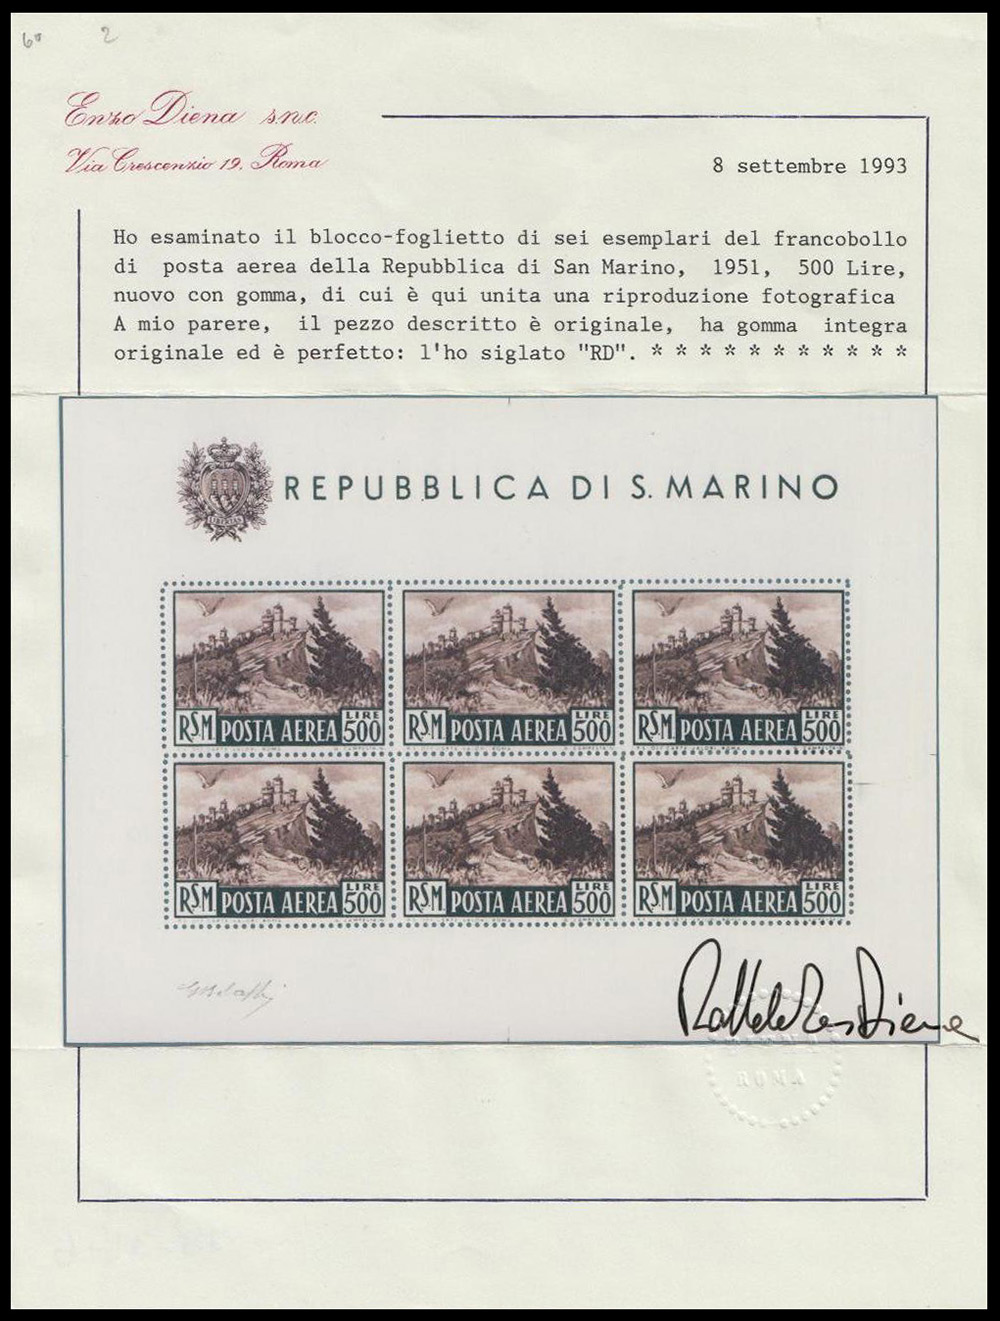 60 2
Enzo Diena s.n.c.
Via Crescenzio 19. Roma
8 settembre 1993
Ho esaminato il blocco-foglietto di sei esemplari del francobollo
di posta aerea della Repubblica di San Marino, 1951, 500 Lire,
nuovo con gomma, di cui è qui unita una riproduzione fotografica
A mio parere, il pezzo descritto è originale, ha gomma integra
originale ed è perfetto: l'ho siglato "RD". * * * * * * * * * * *
REPUBBLICA DI S. MARINO
LIBERTAS
RSM POSTA AEREA LIRE 500
RSM POSTA AEREA LIRE 500
RSM POSTA AEREA LIRE 500
RSM POSTA AEREA LIRE 500
RSM POSTA AEREA LIRE 500
RSM POSTA AEREA LIRE 500
Diena
ROMA